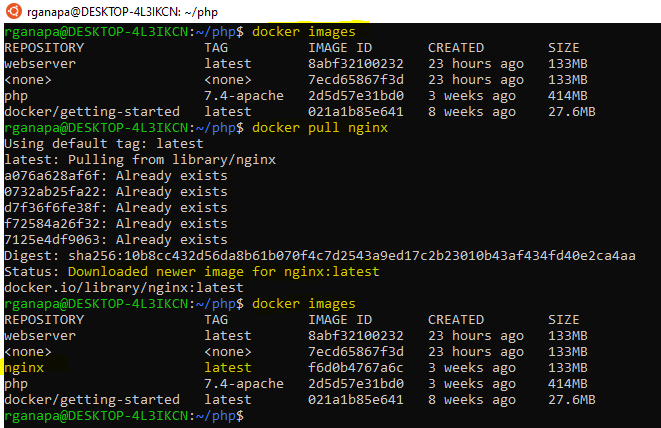 rganapa@DESKTOP-4L3IKCN: ~/php
rganapa@DESKTOP-4L3IKCN:~/php$ docker images
REPOSITORY TAG IMAGE ID CREATED SIZE
webserver latest 8abf32100232 23 hours ago 133MB
<none> <none> 7ecd65867f3d 23 hours ago 133MB
php 7.4-apache 2d5d57e31bd0 3 weeks ago 414MB
docker/getting-started latest 021a1b85e641 8 weeks ago 27.6MB
rganapa@DESKTOP-4L3IKCN:~/php$ docker pull nginx
Using default tag: latest
latest: Pulling from library/nginx
a076a628af6f: Already exists
0732ab25fa22: Already exists
d7f36f6fe38f: Already exists
f72584a26f32: Already exists
7125e4df9063: Already exists
Digest: sha256:10b8cc432d56da8b61b070f4c7d2543a9ed17c2b23010b43af434fd40e2ca4aa
Status: Downloaded newer image for nginx:latest
docker.io/library/nginx:latest
rganapa@DESKTOP-4L3IKCN:~/php$ docker images
REPOSITORY TAG IMAGE ID CREATED SIZE
webserver latest 8abf32100232 23 hours ago 133MB
<none> <none> 7ecd65867f3d 23 hours ago 133MB
nginx latest f6d0b4767a6c 3 weeks ago 133MB
php 7.4-apache 2d5d57e31bd0 3 weeks ago 414MB
docker/getting-started latest 021a1b85e641 8 weeks ago 27.6MB
rganapa@DESKTOP-4L3IKCN:~/php$